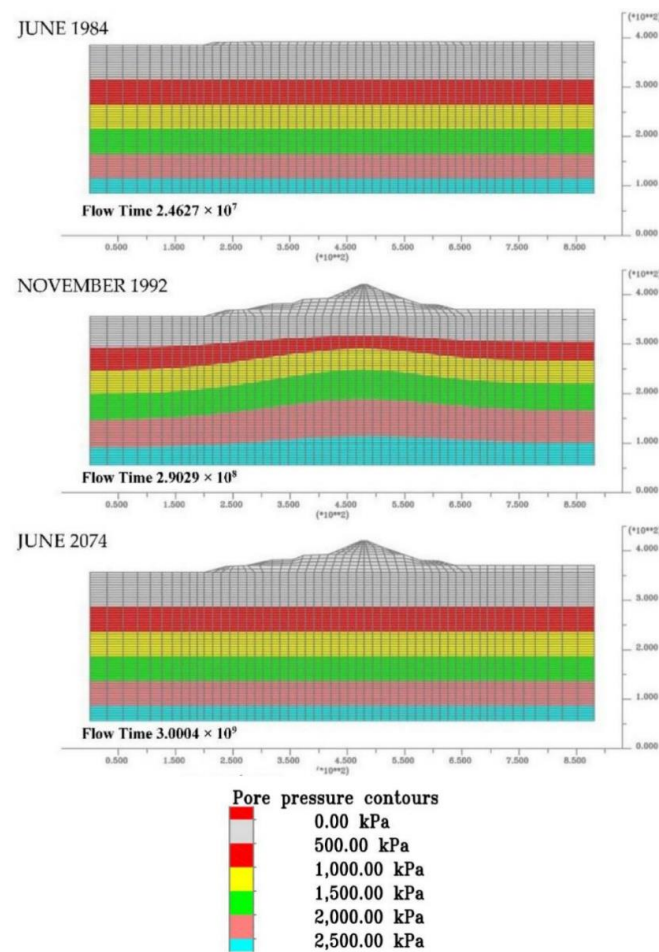 JUNE 1984
(*10**2)
4.000
3.000
2.000
1.000
0.000
Flow Time 2.4627 × 10⁷
0.500 1.500 2.500 3.500 4.500 5.500 6.500 7.500 8.500
(*10**2)
NOVEMBER 1992
(*10**2)
4.000
3.000
2.000
1.000
0.000
Flow Time 2.9029 × 10⁸
0.500 1.500 2.500 3.500 4.500 5.500 6.500 7.500 8.500
(*10**2)
JUNE 2074
(*10**2)
4.000
3.000
2.000
1.000
0.000
Flow Time 3.0004 × 10⁹
0.500 1.500 2.500 3.500 4.500 5.500 6.500 7.500 8.500
(*10**2)
Pore pressure contours
0.00 kPa
500.00 kPa
1,000.00 kPa
1,500.00 kPa
2,000.00 kPa
2,500.00 kPa